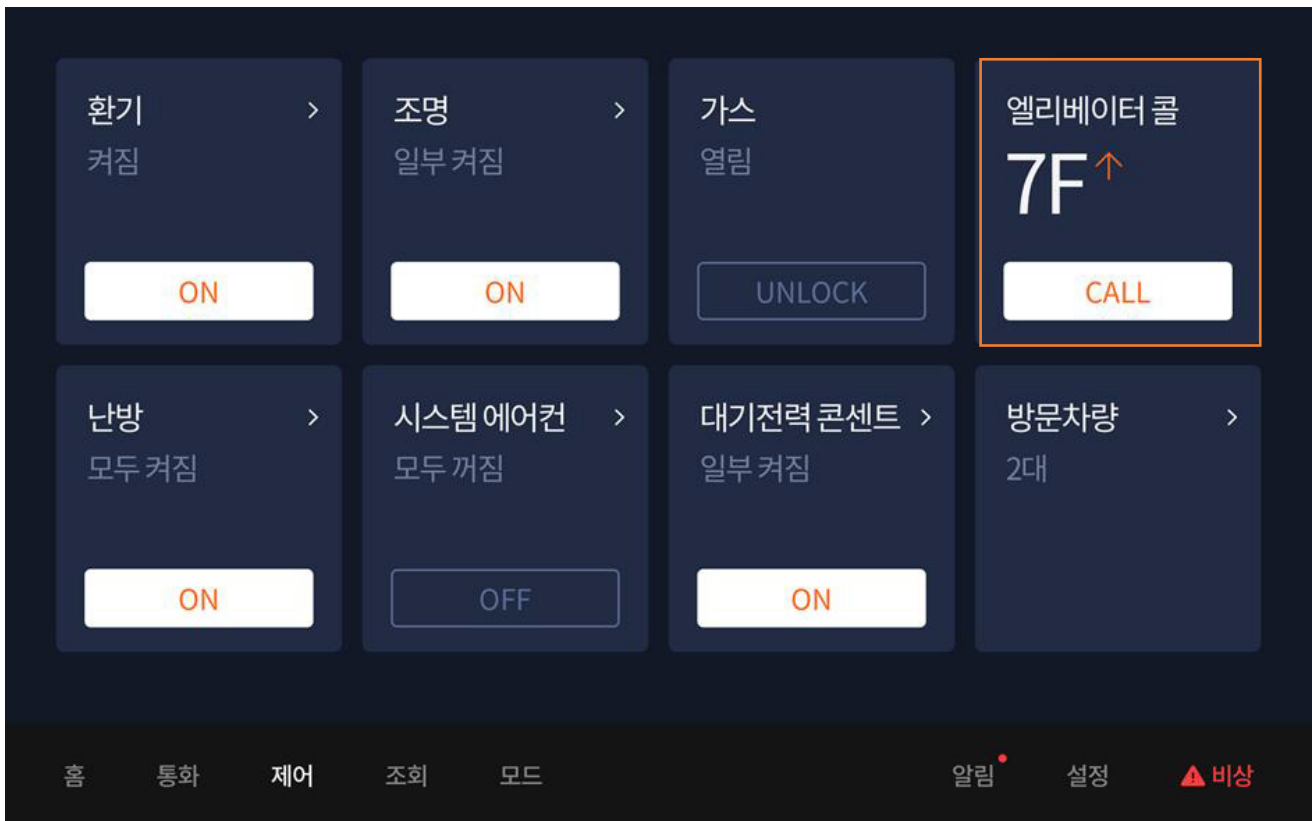 환기 >
켜짐
ON
조명 >
일부 켜짐
ON
가스
열림
UNLOCK
엘리베이터 콜
7F↑
CALL
난방 >
모두 켜짐
ON
시스템 에어컨 >
모두 꺼짐
OFF
대기전력 콘센트 >
일부 켜짐
ON
방문차량 >
2대
홈 통화 제어 조회 모드 알림 설정 비상